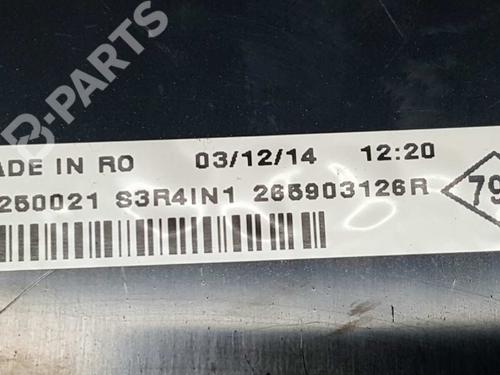 B-PARTS
ADE IN RO 03/12/14 12:20
250021 S3R4IN1 265903126R
79